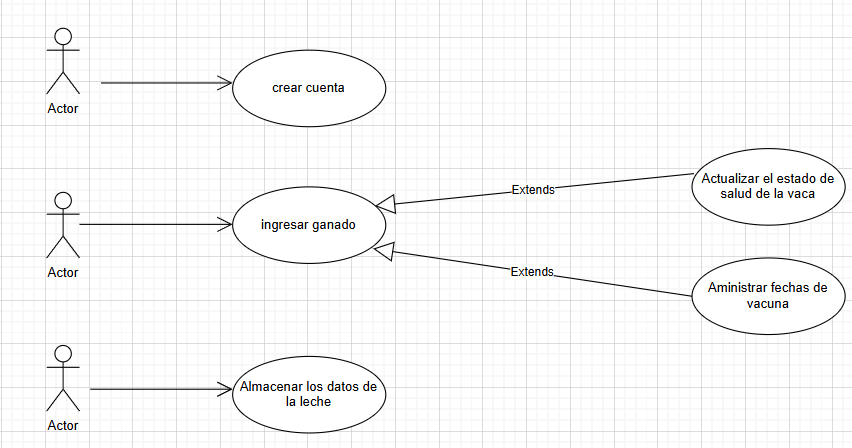 Actor
crear cuenta
Actor
ingresar ganado
Extends
Actualizar el estado de
salud de la vaca
Extends
Aministrar fechas de
vacuna
Actor
Almacenar los datos de
la leche